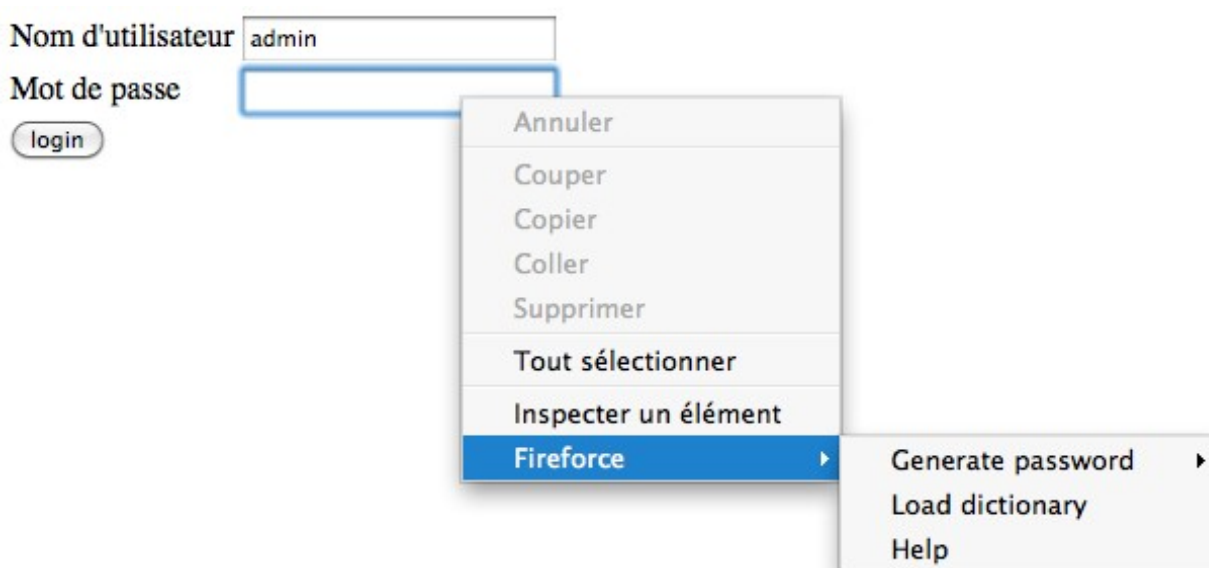 Nom d'utilisateur admin
Mot de passe
login
Annuler
Couper
Copier
Coller
Supprimer
Tout sélectionner
Inspecter un élément
Fireforce
Generate password
Load dictionary
Help